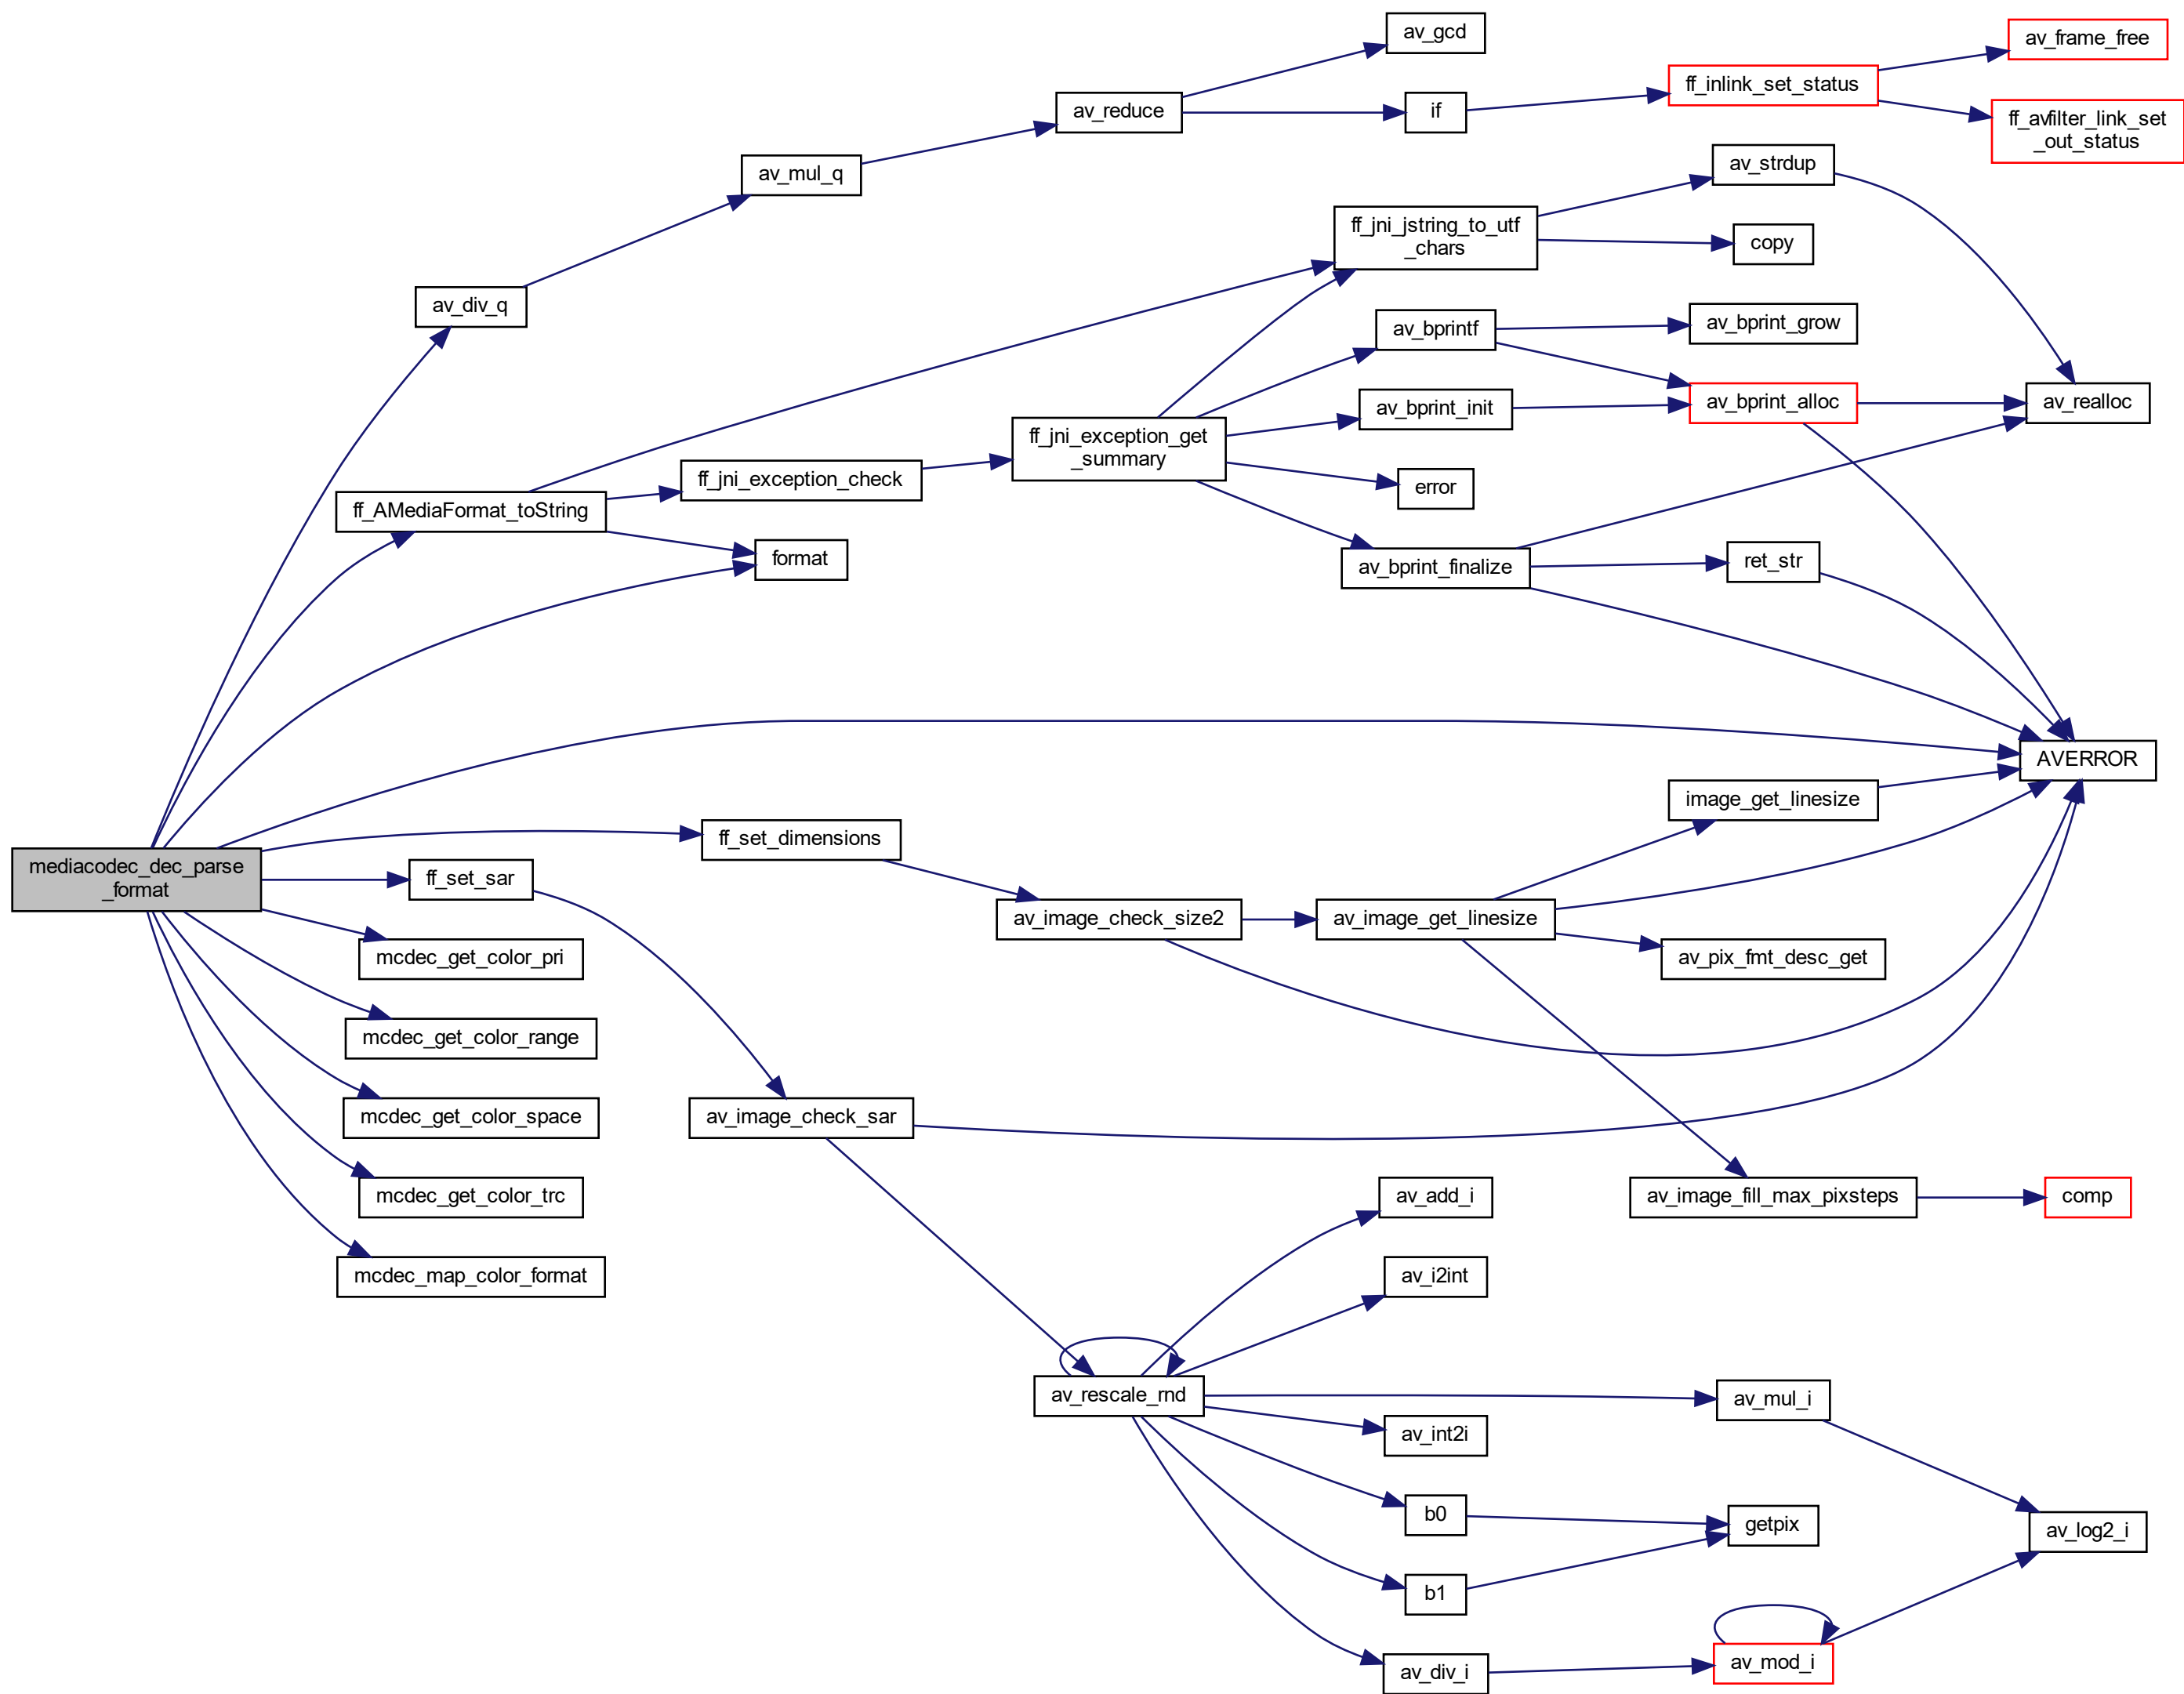 mediacodec_dec_parse
_format
av_div_q
av_mul_q
av_reduce
av_gcd
if
ff_inlink_set_status
av_frame_free
ff_avfilter_link_set
_out_status
ff_AMediaFormat_toString
ff_jni_exception_check
format
ff_jni_exception_get
_summary
ff_jni_jstring_to_utf
_chars
av_strdup
copy
av_bprintf
av_bprint_grow
av_bprint_init
av_bprint_alloc
av_realloc
error
av_bprint_finalize
ret_str
AVERROR
ff_set_dimensions
av_image_check_size2
av_image_get_linesize
image_get_linesize
av_pix_fmt_desc_get
av_image_fill_max_pixsteps
comp
ff_set_sar
av_image_check_sar
mcdec_get_color_pri
mcdec_get_color_range
mcdec_get_color_space
mcdec_get_color_trc
mcdec_map_color_format
av_rescale_rnd
av_add_i
av_i2int
av_mul_i
av_int2i
b0
getpix
b1
av_div_i
av_mod_i
av_log2_i